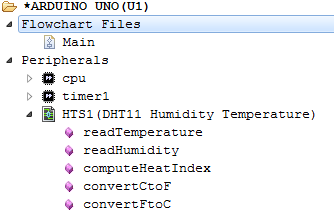 *ARDUINO UNO(U1)
Flowchart Files
Main
Peripherals
cpu
timer1
HTS1(DHT11 Humidity Temperature)
readTemperature
readHumidity
computeHeatIndex
convertCtoF
convertFtoC